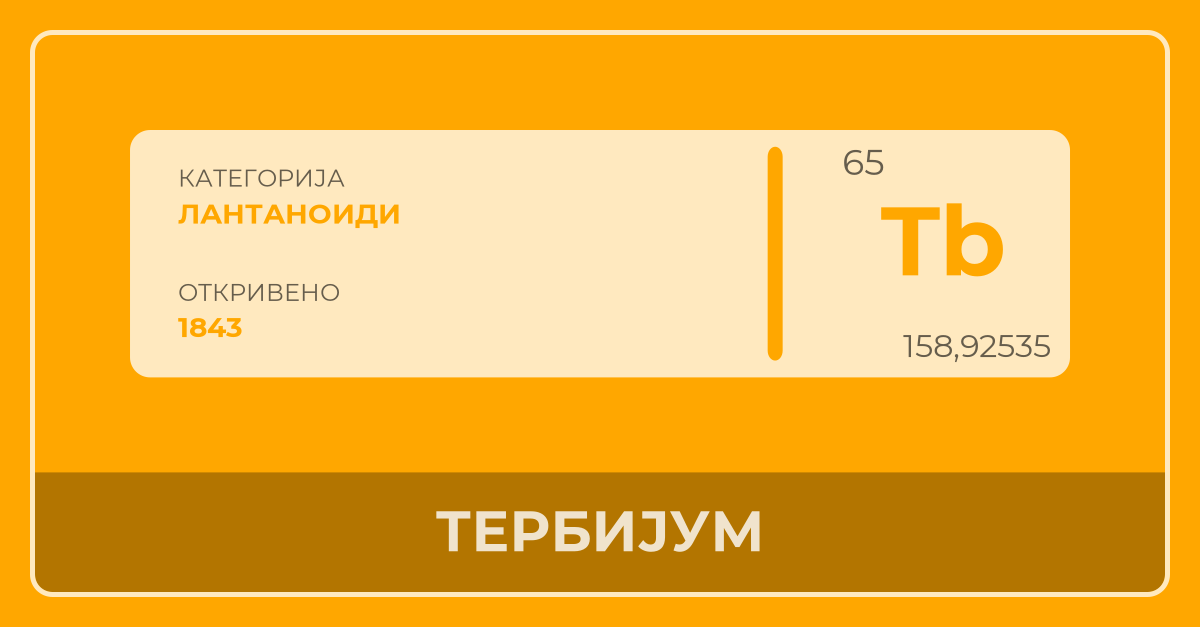 КАТЕГОРИЈА
ЛАНТАНОИДИ
ОТКРИВЕНО
1843
65
Tb
158,92535
ТЕРБИЈУМ